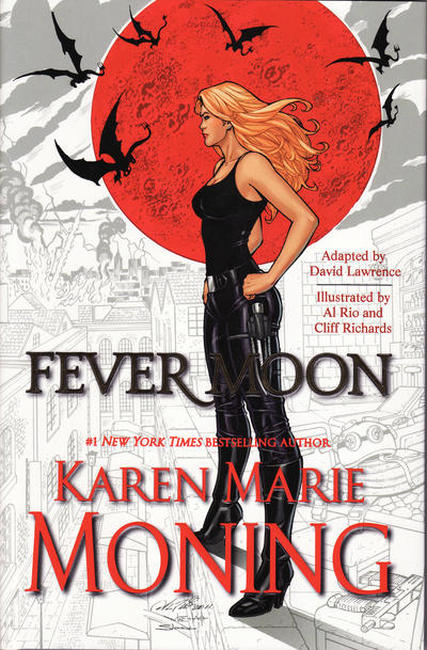 Adapted by
David Lawrence
Illustrated by
Al Rio and
Cliff Richards
FEVER MOON
#1 NEW YORK TIMES BESTSELLING AUTHOR
KAREN MARIE
MONING